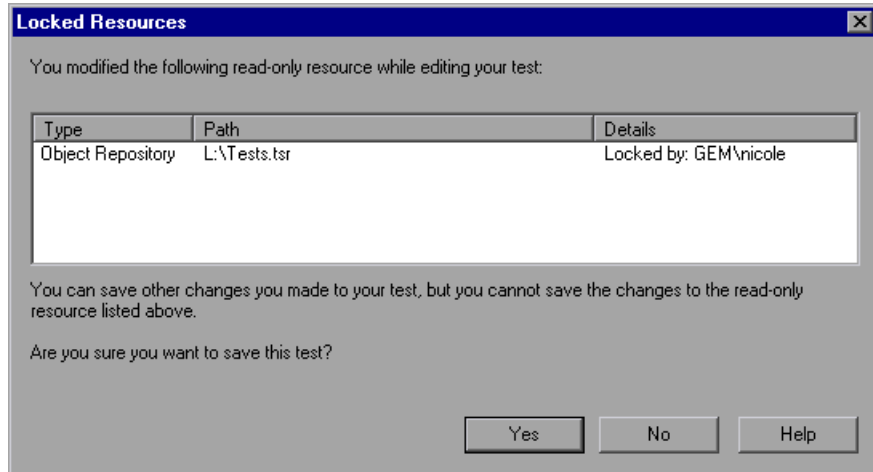 Locked Resources
You modified the following read-only resource while editing your test:
Type Path Details
Object Repository L:\Tests.tsr Locked by: GEM\nicole
You can save other changes you made to your test, but you cannot save the changes to the read-only
resource listed above.
Are you sure you want to save this test?
Yes No Help